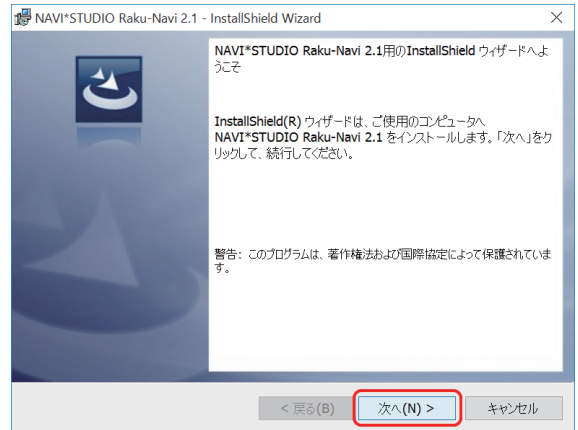 NAVI*STUDIO Raku-Navi 2.1 - InstallShield Wizard
NAVI*STUDIO Raku-Navi 2.1用のInstallShield ウィザードへよ
うこそ
InstallShield(R) ウィザードは、ご使用のコンピュータへ
NAVI*STUDIO Raku-Navi 2.1 をインストールします。「次へ」をク
リックして、続行してください。
警告: このプログラムは、著作権法および国際協定によって保護されていま
す。
< 戻る(B) 次へ(N) > キャンセル